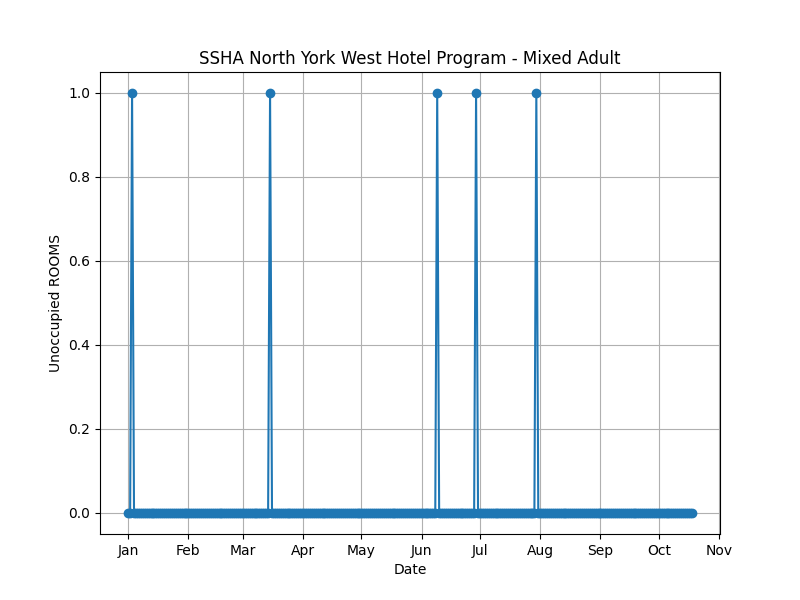 SSHA North York West Hotel Program - Mixed Adult
1.0
0.8
0.6
0.4
0.2
0.0
Unoccupied ROOMS
Jan Feb Mar Apr May Jun Jul Aug Sep Oct Nov
Date